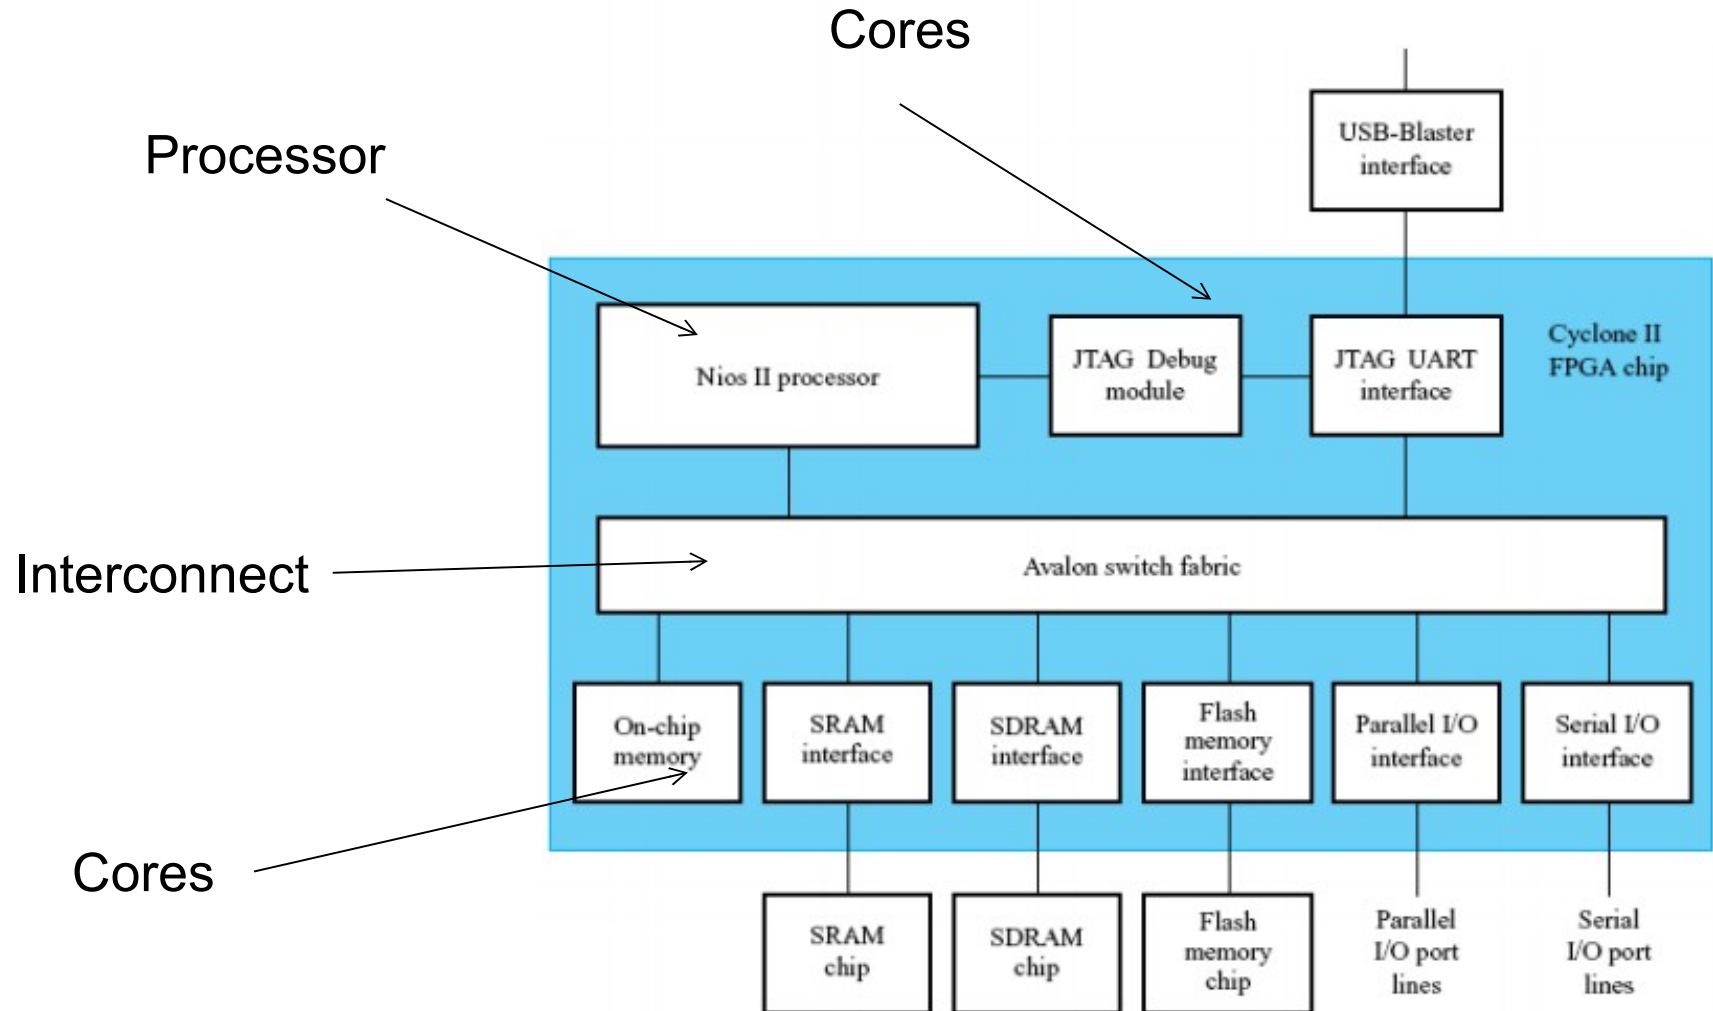 Cores
Processor
USB-Blaster
interface
Nios II processor
JTAG Debug
module
JTAG UART
interface
Cyclone II
FPGA chip
Interconnect
Avalon switch fabric
On-chip
memory
SRAM
interface
SDRAM
interface
Flash
memory
interface
Parallel I/O
interface
Serial I/O
interface
Cores
SRAM
chip
SDRAM
chip
Flash
memory
chip
Parallel
I/O port
lines
Serial
I/O port
lines